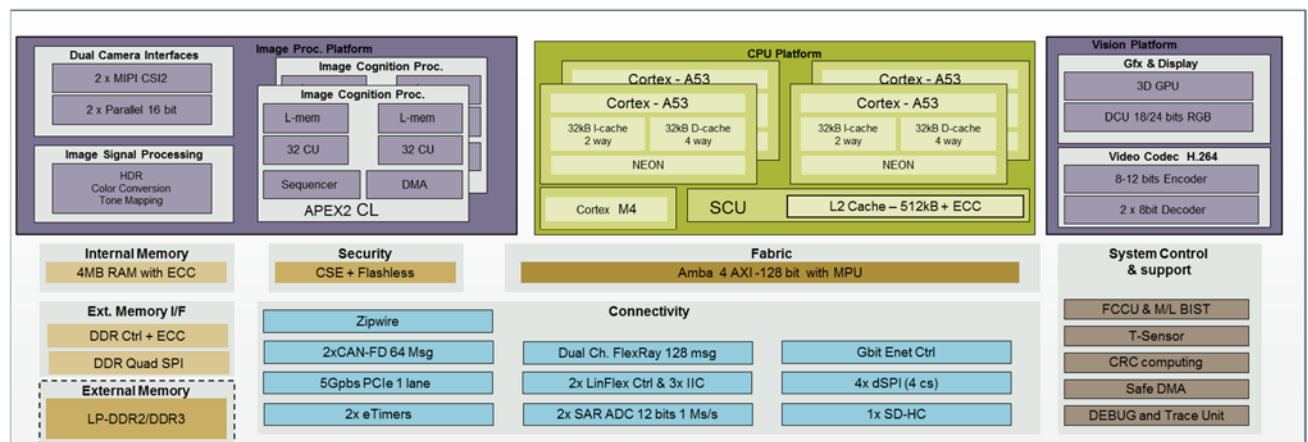 Image Proc. Platform
Dual Camera Interfaces
2 x MIPI CSI2
2 x Parallel 16 bit
Image Signal Processing
HDR
Color Conversion
Tone Mapping
Image Cognition Proc.
Image Cognition Proc.
L-mem
L-mem
32 CU
32 CU
Sequencer
DMA
APEX2 CL
CPU Platform
Cortex - A53
Cortex - A53
32kB I-cache
2 way
32kB D-cache
4 way
NEON
Cortex - A53
Cortex - A53
32kB I-cache
2 way
32kB D-cache
4 way
NEON
Cortex M4
SCU
L2 Cache – 512kB + ECC
Vision Platform
Gfx & Display
3D GPU
DCU 18/24 bits RGB
Video Codec H.264
8-12 bits Encoder
2 x 8bit Decoder
Internal Memory
4MB RAM with ECC
Security
CSE + Flashless
Fabric
Amba 4 AXI -128 bit with MPU
System Control
& support
FCCU & M/L BIST
T-Sensor
CRC computing
Safe DMA
DEBUG and Trace Unit
Ext. Memory I/F
DDR Ctrl + ECC
DDR Quad SPI
External Memory
LP-DDR2/DDR3
Connectivity
Zipwire
2xCAN-FD 64 Msg
Dual Ch. FlexRay 128 msg
Gbit Enet Ctrl
5Gpbs PCIe 1 lane
2x LinFlex Ctrl & 3x IIC
4x dSPI (4 cs)
2x eTimers
2x SAR ADC 12 bits 1 Ms/s
1x SD-HC